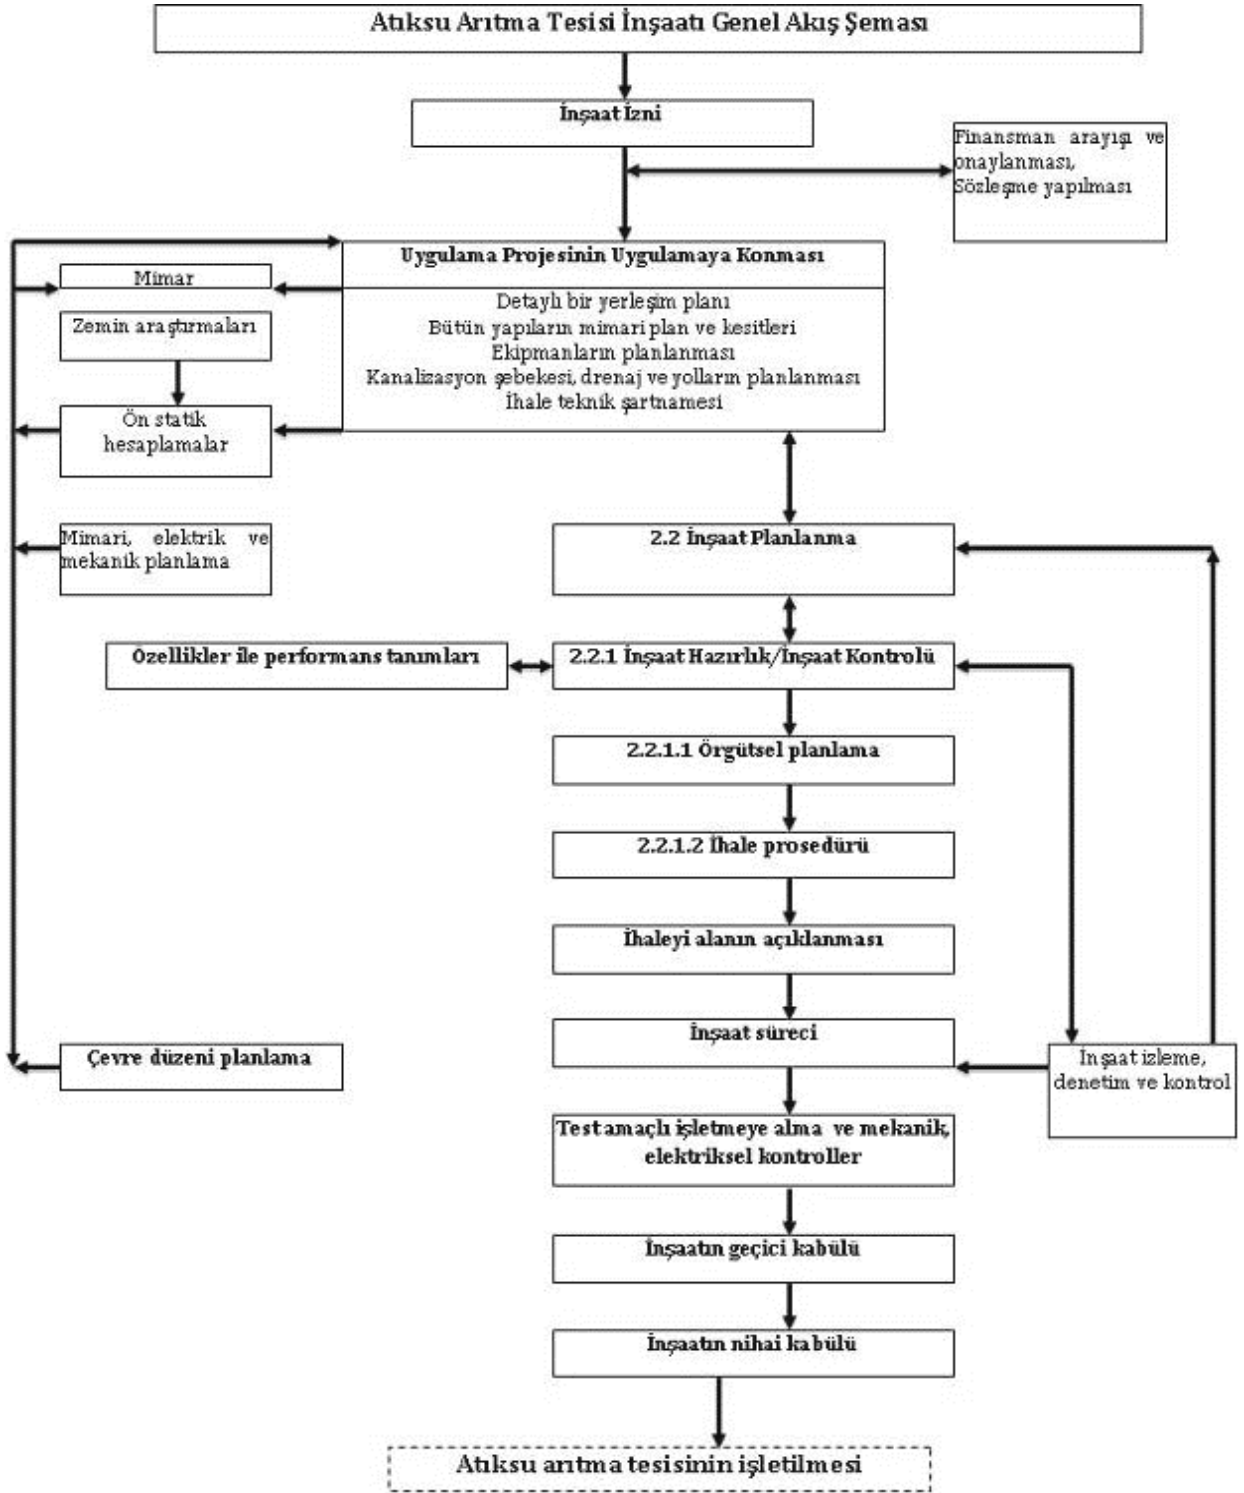 Atıksu Arıtma Tesisi İnşaatı Genel Akış Şeması
İnşaat İzni
Finansman arayışı ve
onaylanması,
Sözleşme yapılması
Uygulama Projesinin Uygulamaya Konması
Detaylı bir yerleşim planı
Bütün yapıların mimari plan ve kesitleri
Ekipmanların planlanması
Kanalizasyon şebekesi, drenaj ve yolların planlanması
İhale teknik şartnamesi
Mimar
Zemin araştırmaları
Ön statik
hesaplamalar
Mimari, elektrik ve
mekanik planlama
2.2 İnşaat Planlanma
Özellikler ile performans tanımları
2.2.1 İnşaat Hazırlık/İnşaat Kontrolü
2.2.1.1 Örgütsel planlama
2.2.1.2 İhale prosedürü
İhaleyi alanın açıklanması
İnşaat süreci
Çevre düzeni planlama
İnşaat izleme,
denetim ve kontrol
Test amaçlı işletmeye alma ve mekanik,
elektriksel kontroller
İnşaatın geçici kabülü
İnşaatın nihai kabülü
Atıksu arıtma tesisinin işletilmesi